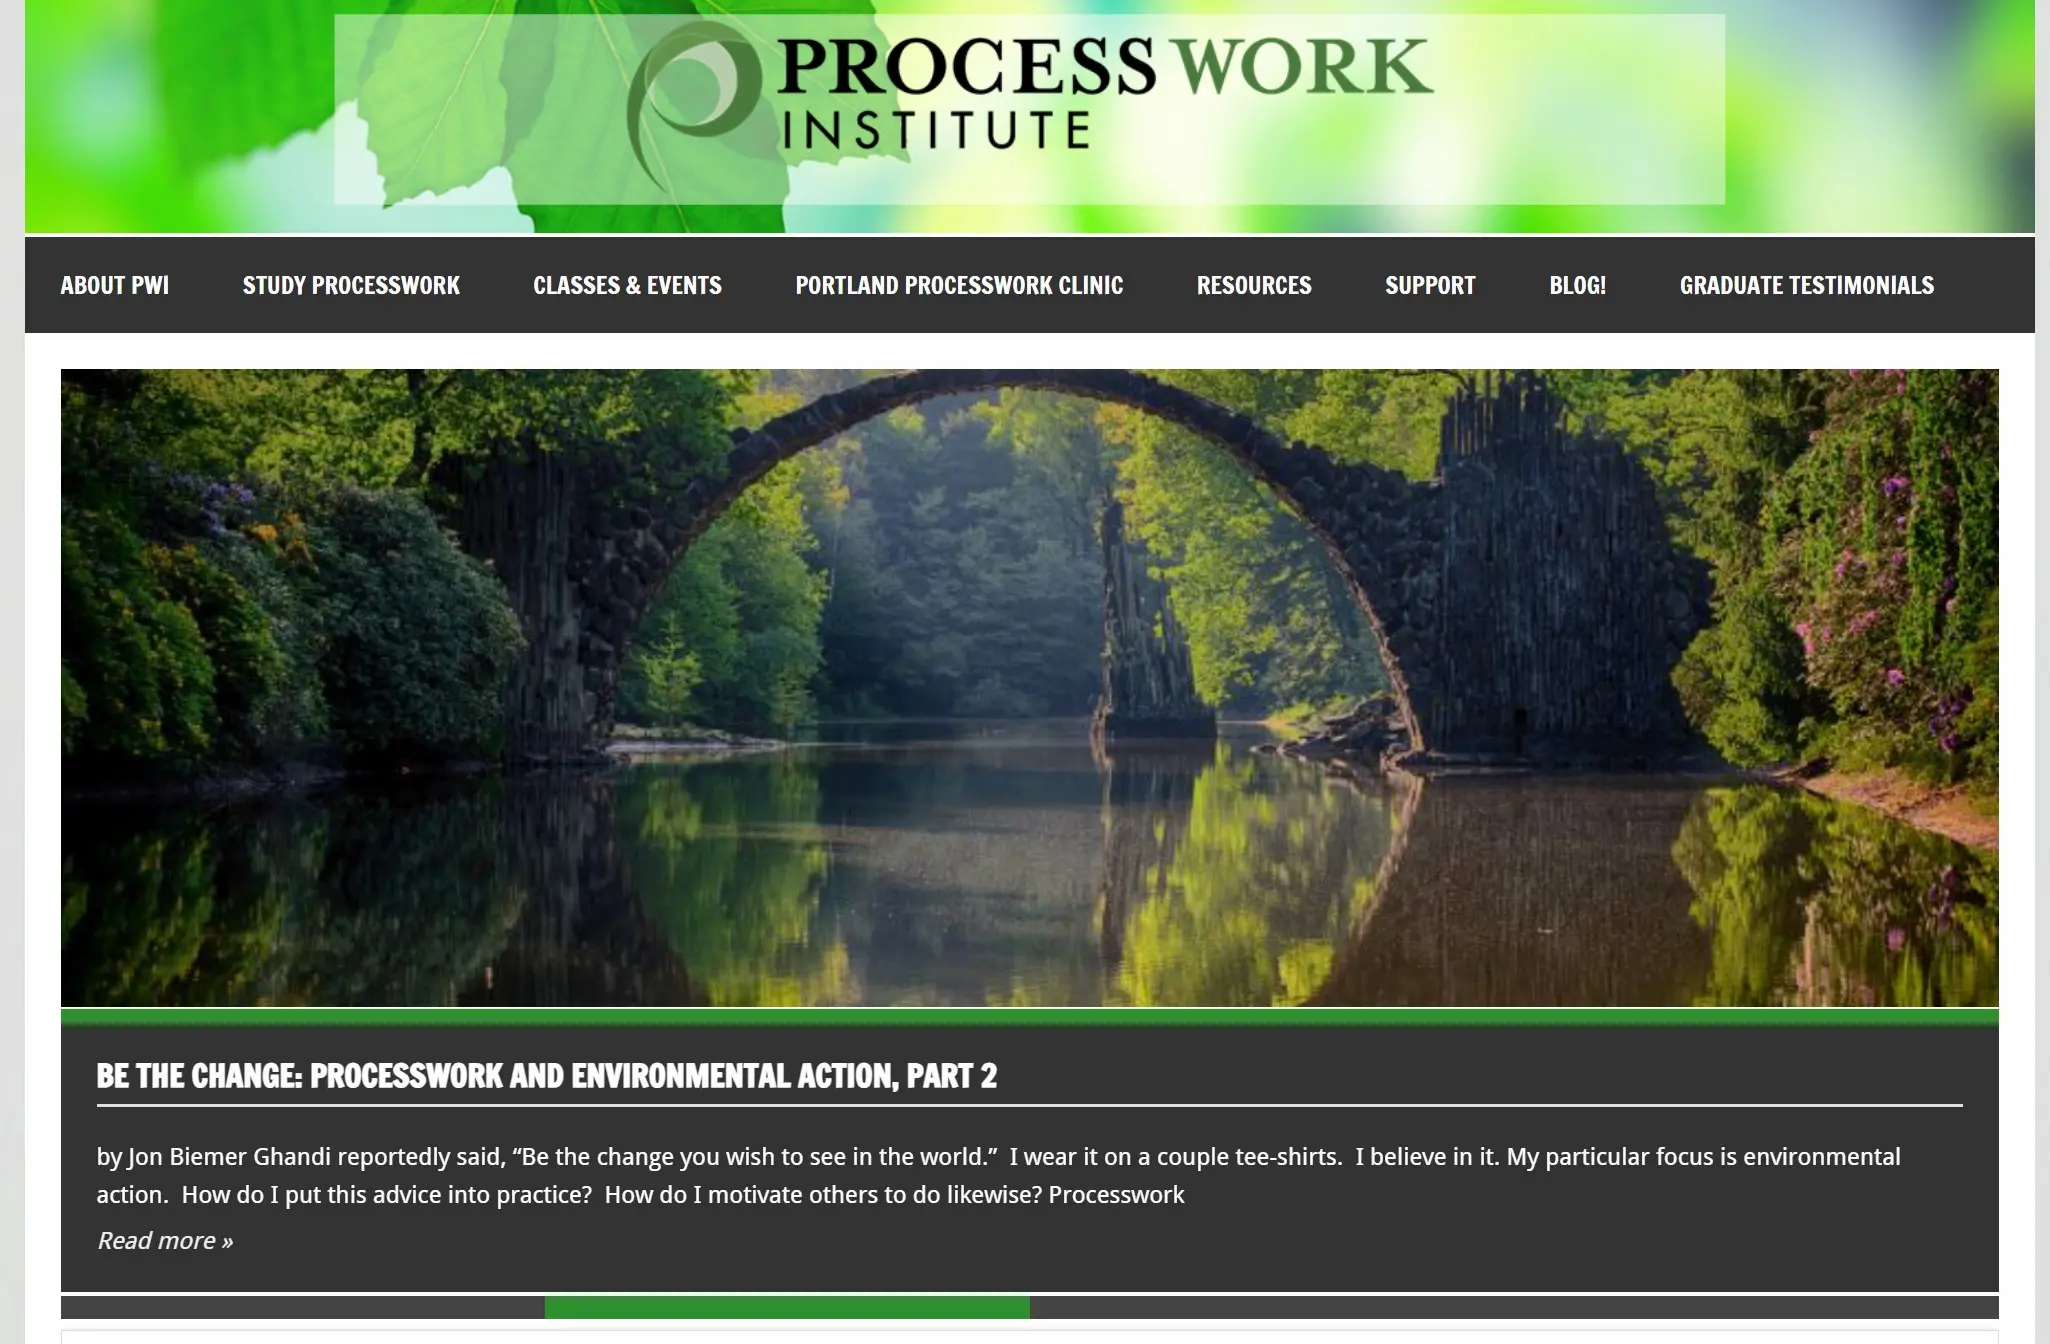 PROCESS WORK
INSTITUTE
ABOUT PWI STUDY PROCESSWORK CLASSES & EVENTS PORTLAND PROCESSWORK CLINIC RESOURCES SUPPORT BLOG! GRADUATE TESTIMONIALS
BE THE CHANGE: PROCESSWORK AND ENVIRONMENTAL ACTION, PART 2
by Jon Biemer Ghandi reportedly said, “Be the change you wish to see in the world.”  I wear it on a couple tee-shirts.  I believe in it. My particular focus is environmental
action.  How do I put this advice into practice?  How do I motivate others to do likewise? Processwork
Read more »